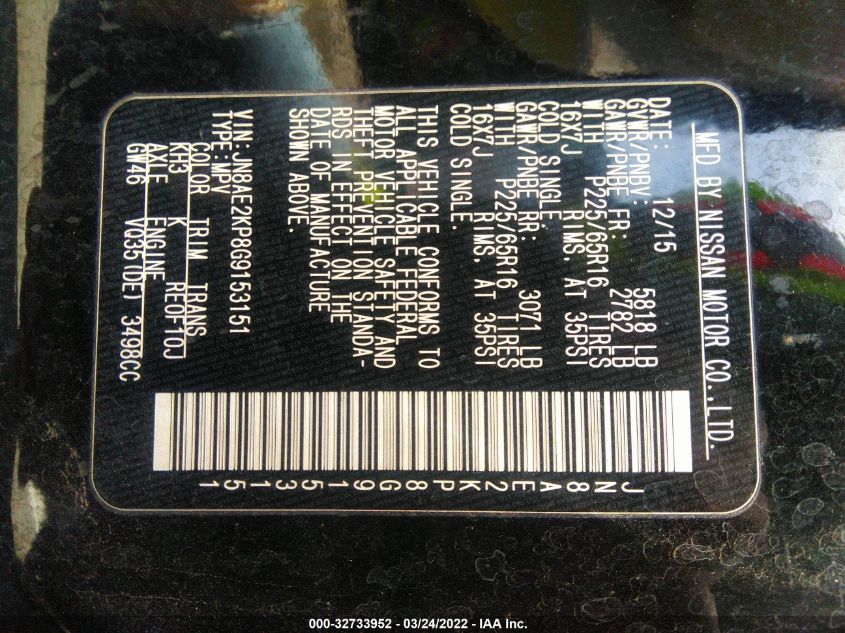 MFD BY NISSAN MOTOR CO.,LTD.
DATE: 12/15
GVWR/PNBV: 5818 LB
GAWR/PNBE FR: 2782 LB
WITH P225/65R16 TIRES
16X7J RIMS. AT 35PSI
COLD SINGLE.
GAWR/PNBE RR: 3071 LB
WITH P225/65R16 TIRES
16X7J RIMS. AT 35PSI
COLD SINGLE.
THIS VEHICLE CONFORMS TO
ALL APPLICABLE FEDERAL
MOTOR VEHICLE SAFETY AND
THEFT PREVENTION STANDA-
RDS IN EFFECT ON THE
DATE OF MANUFACTURE
SHOWN ABOVE.
VIN: JN8AE2KP8G9153151
TYPE:MPV
COLOR TRIM TRANS
KH3 K RE0FT0J
AXLE ENGINE
GW46 VQ35(DE) 3498CC
JN8AE2KP8G9153151
000-32733952 - 03/24/2022 - IAA Inc.